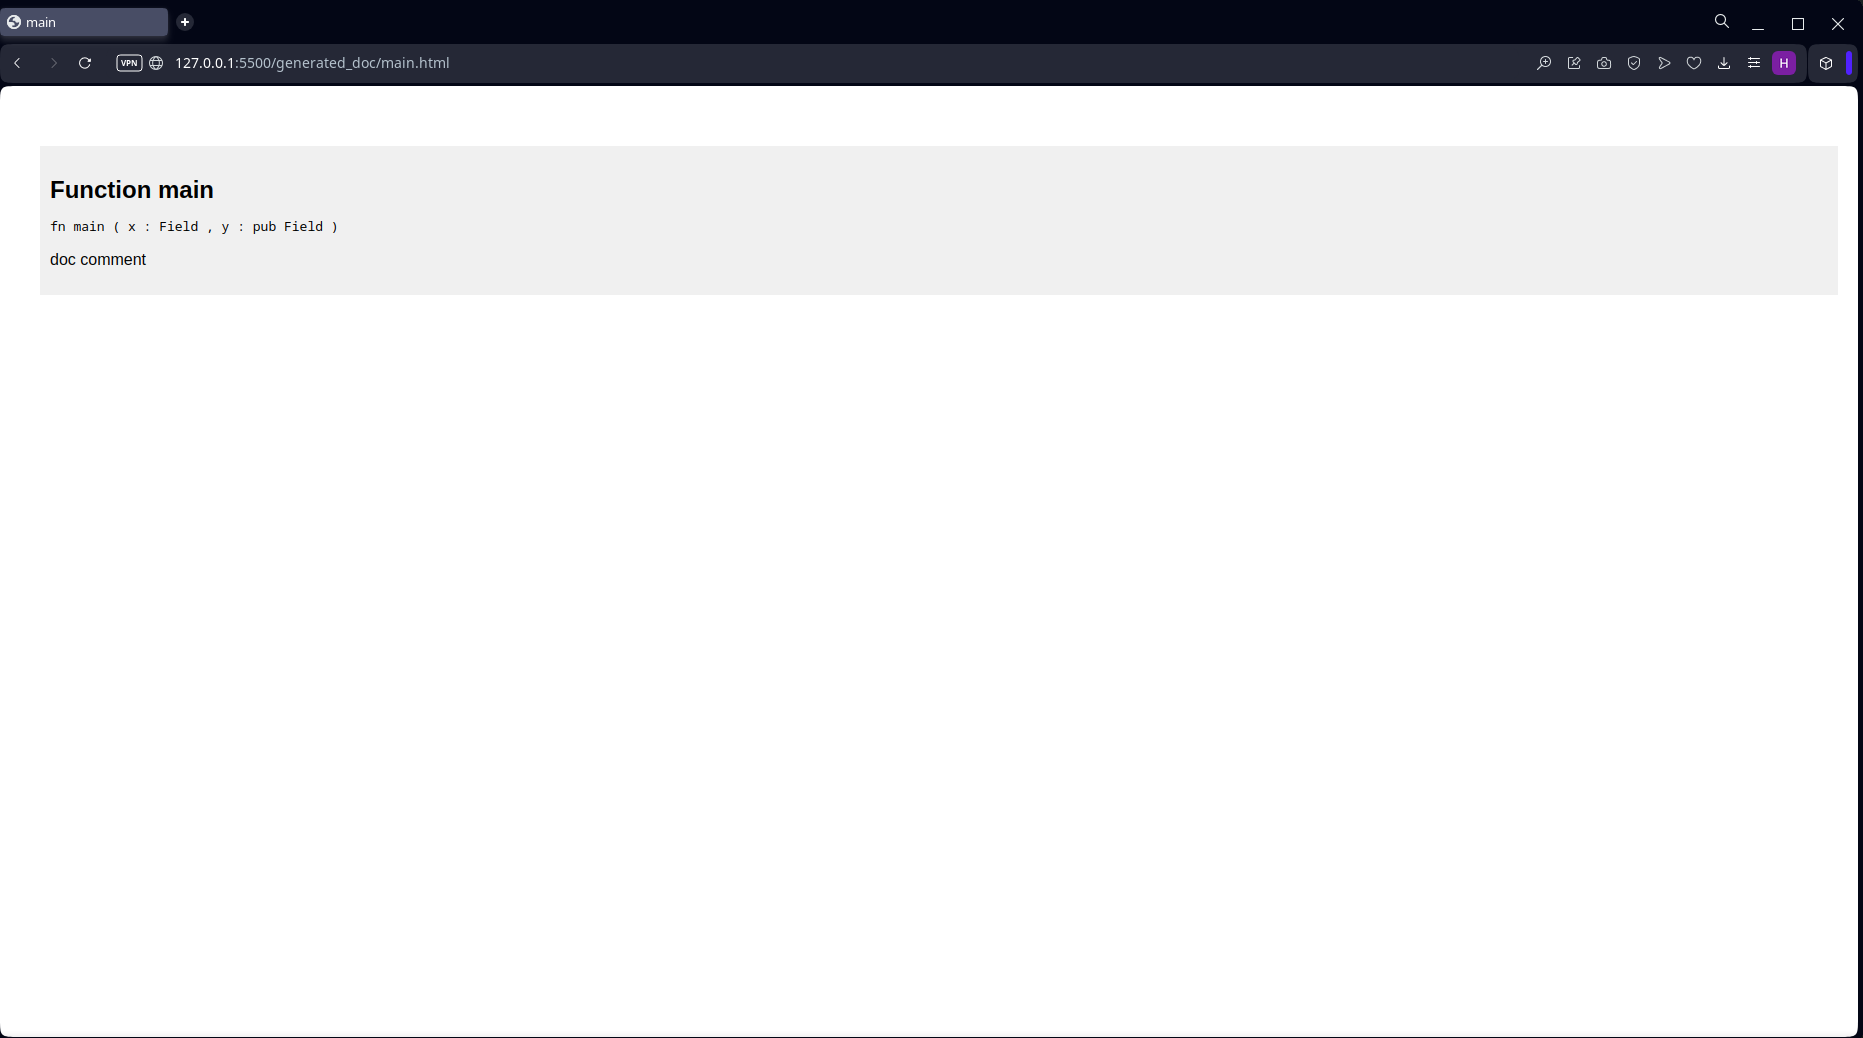 main
VPN
127.0.0.1:5500/generated_doc/main.html
H
Function main
fn main ( x : Field , y : pub Field )
doc comment